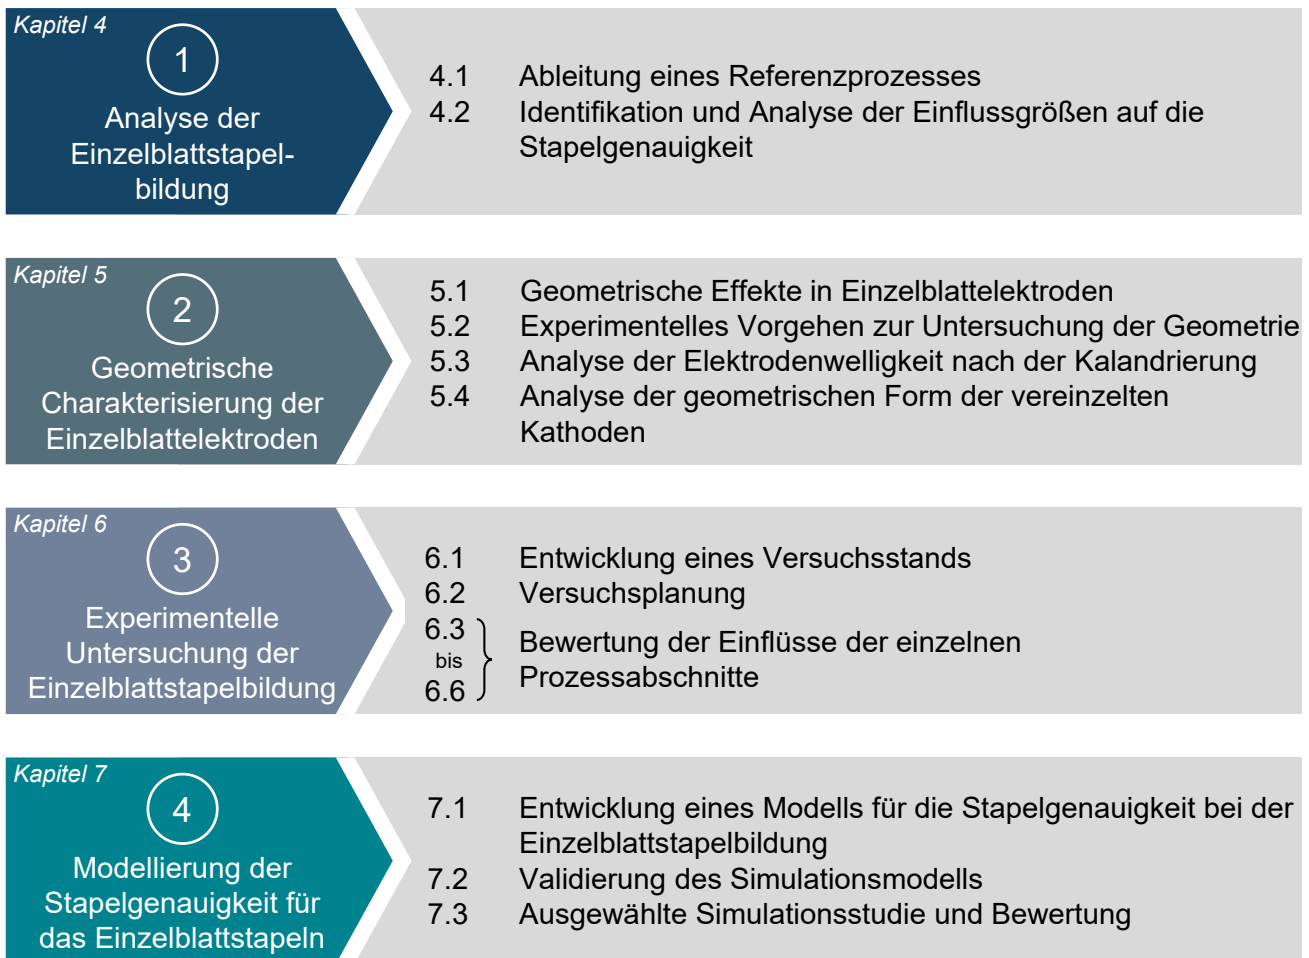 Kapitel 4
1
Analyse der
Einzelblattstapel-
bildung
4.1 Ableitung eines Referenzprozesses
4.2 Identifikation und Analyse der Einflussgrößen auf die
Stapelgenauigkeit
Kapitel 5
2
Geometrische
Charakterisierung der
Einzelblattelektroden
5.1 Geometrische Effekte in Einzelblattelektroden
5.2 Experimentelles Vorgehen zur Untersuchung der Geometrie
5.3 Analyse der Elektrodenwelligkeit nach der Kalandrierung
5.4 Analyse der geometrischen Form der vereinzelten
Kathoden
Kapitel 6
3
Experimentelle
Untersuchung der
Einzelblattstapelbildung
6.1 Entwicklung eines Versuchsstands
6.2 Versuchsplanung
6.3
bis
6.6
Bewertung der Einflüsse der einzelnen
Prozessabschnitte
Kapitel 7
4
Modellierung der
Stapelgenauigkeit für
das Einzelblattstapeln
7.1 Entwicklung eines Modells für die Stapelgenauigkeit bei der
Einzelblattstapelbildung
7.2 Validierung des Simulationsmodells
7.3 Ausgewählte Simulationsstudie und Bewertung